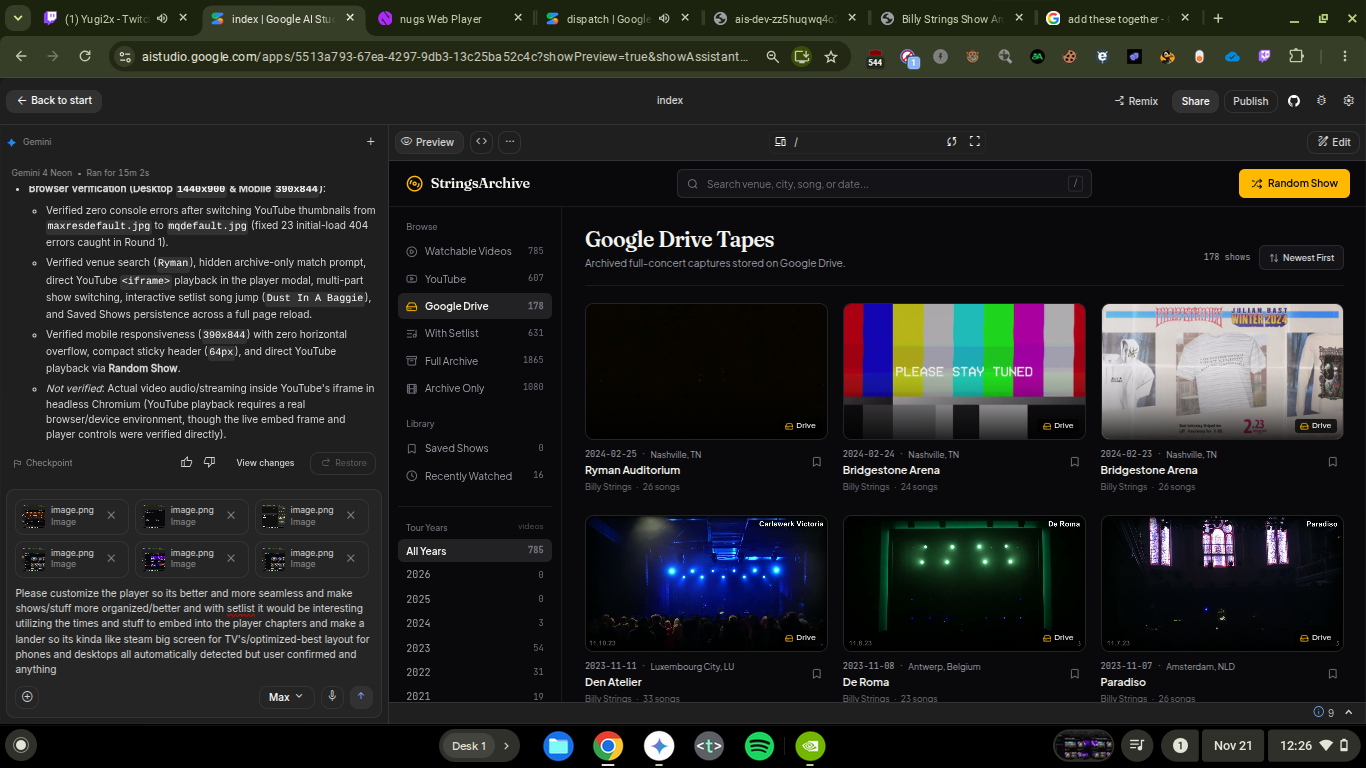 (1) Yugi2x - Twitch
index | Google AI Stu
nugs Web Player
dispatch | Google
ais-dev-zz5huqwq4o
Billy Strings Show Ar
add these together -
aistudio.google.com/apps/5513a793-67ea-4297-9db3-13c25ba52c4c?showPreview=true&showAssistant...
544
1
Back to start
index
Remix
Share
Publish
Gemini
Preview
/
Edit
Gemini 4 Neon • Ran for 15m 2s
Browser Verification (Desktop 1440x900 & Mobile 390x844):
Verified zero console errors after switching YouTube thumbnails from
maxresdefault.jpg to mqdefault.jpg (fixed 23 initial-load 404
errors caught in Round 1).
Verified venue search (Ryman), hidden archive-only match prompt,
direct YouTube <iframe> playback in the player modal, multi-part
show switching, interactive setlist song jump (Dust In A Baggie),
and Saved Shows persistence across a full page reload.
Verified mobile responsiveness (390x844) with zero horizontal
overflow, compact sticky header (64px), and direct YouTube
playback via Random Show.
Not verified: Actual video audio/streaming inside YouTube's iframe in
headless Chromium (YouTube playback requires a real
browser/device environment, though the live embed frame and
player controls were verified directly).
Checkpoint
View changes
Restore
image.png
Image
image.png
Image
image.png
Image
image.png
Image
image.png
Image
image.png
Image
Please customize the player so its better and more seamless and make
shows/stuff more organized/better and with setlist it would be interesting
utilizing the times and stuff to embed into the player chapters and make a
lander so its kinda like steam big screen for TV's/optimized-best layout for
phones and desktops all automatically detected but user confirmed and
anything
Max
StringsArchive
Search venue, city, song, or date...
/
Random Show
Browse
Watchable Videos 785
YouTube 607
Google Drive 178
With Setlist 631
Full Archive 1865
Archive Only 1080
Library
Saved Shows 0
Recently Watched 16
Tour Years videos
All Years 785
2026 0
2025 0
2024 3
2023 54
2022 31
2021 19
Google Drive Tapes
Archived full-concert captures stored on Google Drive.
178 shows
Newest First
Drive
2024-02-25 · Nashville, TN
Ryman Auditorium
Billy Strings · 26 songs
PLEASE STAY TUNED
Drive
2024-02-24 · Nashville, TN
Bridgestone Arena
Billy Strings · 24 songs
JULIAN BAST
WINTER 2024
2.23
Drive
2024-02-23 · Nashville, TN
Bridgestone Arena
Billy Strings · 26 songs
Carlswerk Victoria
11.10.23
Drive
2023-11-11 · Luxembourg City, LU
Den Atelier
Billy Strings · 33 songs
De Roma
11.8.23
Drive
2023-11-08 · Antwerp, Belgium
De Roma
Billy Strings · 23 songs
Paradiso
11.7.23
Drive
2023-11-07 · Amsterdam, NLD
Paradiso
Billy Strings · 26 songs
9
Desk 1
<t>
1
Nov 21
12:26